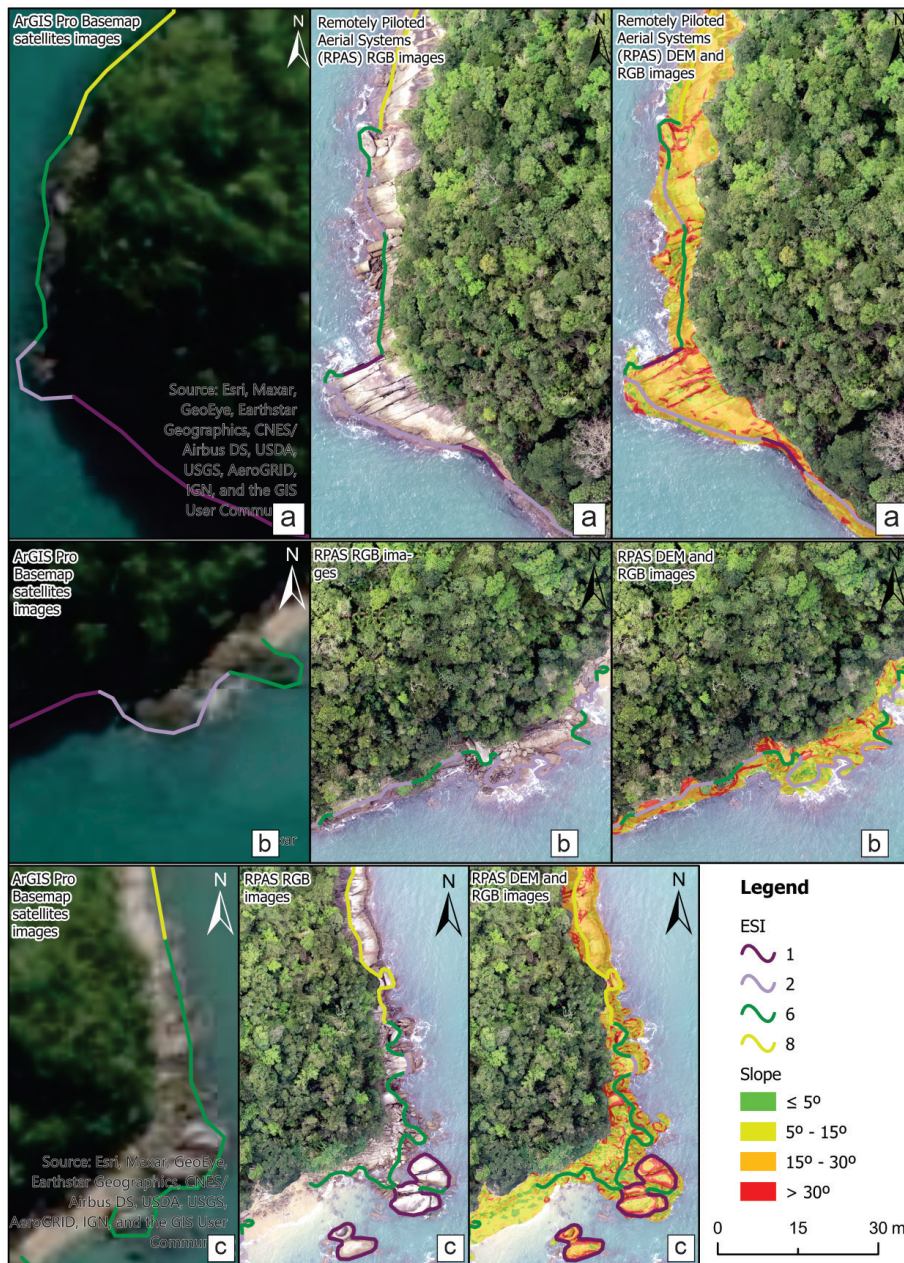 ArGIS Pro Basemap
satellites images
N
Source: Esri, Maxar,
GeoEye, Earthstar
Geographics, CNES/
Airbus DS, USDA,
USGS, AeroGRID,
IGN, and the GIS
User Commu
a
Remotely Piloted
Aerial Systems
(RPAS) RGB images
N
a
Remotely Piloted
Aerial Systems
(RPAS) DEM and
RGB images
N
a
ArGIS Pro
Basemap
satellites
images
N
b
xar
RPAS RGB ima-
ges
N
b
RPAS DEM and
RGB images
N
b
ArGIS Pro
Basemap
satellites images
N
Source: Esri, Maxar, GeoEye,
Earthstar Geographics, CNES/
Airbus DS, USDA, USGS,
AeroGRID, IGN, and the GIS User
Commu
c
RPAS RGB
images
N
c
RPAS DEM and
RGB images
N
c
Legend
ESI
1
2
6
8
Slope
≤ 5º
5º - 15º
15º - 30º
> 30º
0 15 30 m